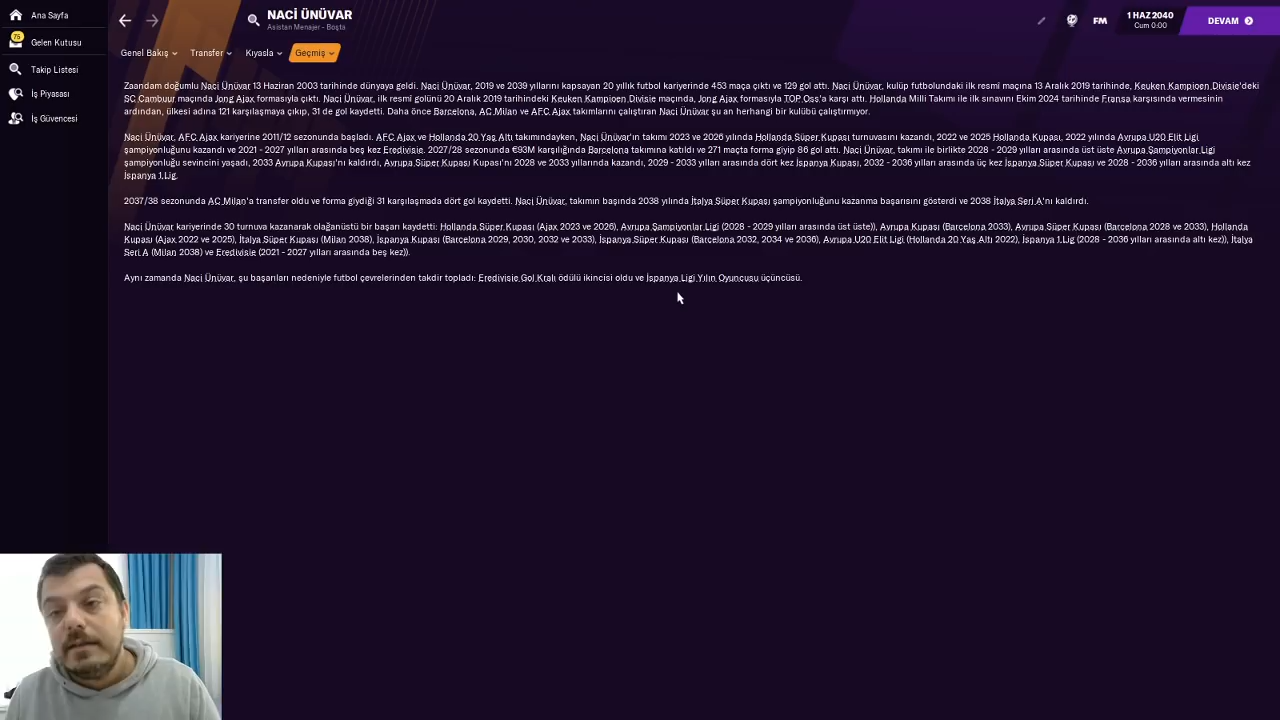 Ana Sayfa
75
Gelen Kutusu
Takip Listesi
İş Piyasası
İş Güvencesi
NACİ ÜNÜVAR
Asistan Menajer - Boşta
FM
1 HAZ 2040
Cum 0:00
DEVAM
Genel Bakış
Transfer
Kıyasla
Geçmiş
Zaandam doğumlu Naci Ünüvar 13 Haziran 2003 tarihinde dünyaya geldi. Naci Ünüvar, 2019 ve 2039 yıllarını kapsayan 20 yıllık futbol kariyerinde 453 maça çıktı ve 129 gol attı. Naci Ünüvar, kulüp futbolundaki ilk resmî maçına 13 Aralık 2019 tarihinde, Keuken Kampioen Divisie'deki
SC Cambuur maçında Jong Ajax formasıyla çıktı. Naci Ünüvar, ilk resmî golünü 20 Aralık 2019 tarihindeki Keuken Kampioen Divisie maçında, Jong Ajax formasıyla TOP Oss'a karşı attı. Hollanda Milli Takımı ile ilk sınavını Ekim 2024 tarihinde Fransa karşısında vermesinin
ardından, ülkesi adına 121 karşılaşmaya çıkıp, 31 de gol kaydetti. Daha önce Barcelona, AC Milan ve AFC Ajax takımlarını çalıştıran Naci Ünüvar şu an herhangi bir kulübü çalıştırmıyor.
Naci Ünüvar, AFC Ajax kariyerine 2011/12 sezonunda başladı. AFC Ajax ve Hollanda 20 Yaş Altı takımındayken, Naci Ünüvar'ın takımı 2023 ve 2026 yılında Hollanda Süper Kupası turnuvasını kazandı, 2022 ve 2025 Hollanda Kupası, 2022 yılında Avrupa U20 Elit Ligi
şampiyonluğunu kazandı ve 2021 - 2027 yılları arasında beş kez Eredivisie. 2027/28 sezonunda €93M karşılığında Barcelona takımına katıldı ve 271 maçta forma giyip 86 gol attı. Naci Ünüvar, takımı ile birlikte 2028 - 2029 yılları arasında üst üste Avrupa Şampiyonlar Ligi
şampiyonluğu sevincini yaşadı, 2033 Avrupa Kupası'nı kaldırdı, Avrupa Süper Kupası Kupası'nı 2028 ve 2033 yıllarında kazandı, 2029 - 2033 yılları arasında dört kez İspanya Kupası, 2032 - 2036 yılları arasında üç kez İspanya Süper Kupası ve 2028 - 2036 yılları arasında altı kez
İspanya 1.Lig.
2037/38 sezonunda AC Milan'a transfer oldu ve forma giydiği 31 karşılaşmada dört gol kaydetti. Naci Ünüvar, takımın başında 2038 yılında İtalya Süper Kupası şampiyonluğunu kazanma başarısını gösterdi ve 2038 İtalya Seri A'nı kaldırdı.
Naci Ünüvar kariyerinde 30 turnuva kazanarak olağanüstü bir başarı kaydetti: Hollanda Süper Kupası (Ajax 2023 ve 2026), Avrupa Şampiyonlar Ligi (2028 - 2029 yılları arasında üst üste)), Avrupa Kupası (Barcelona 2033), Avrupa Süper Kupası (Barcelona 2028 ve 2033), Hollanda
Kupası (Ajax 2022 ve 2025), İtalya Süper Kupası (Milan 2038), İspanya Kupası (Barcelona 2029, 2030, 2032 ve 2033), İspanya Süper Kupası (Barcelona 2032, 2034 ve 2036), Avrupa U20 Elit Ligi (Hollanda 20 Yaş Altı 2022), İspanya 1.Lig (2028 - 2036 yılları arasında altı kez)), İtalya
Seri A (Milan 2038) ve Eredivisie (2021 - 2027 yılları arasında beş kez)).
Aynı zamanda Naci Ünüvar, şu başarıları nedeniyle futbol çevrelerinden takdir topladı: Eredivisie Gol Kralı ödülü ikincisi oldu ve İspanya Ligi Yılın Oyuncusu üçüncüsü.